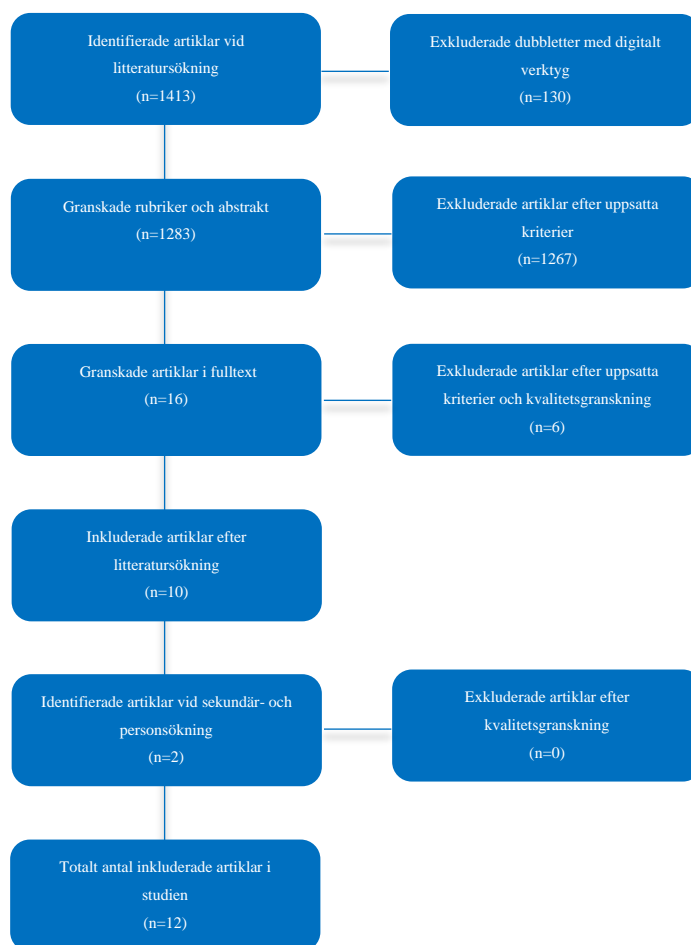 Identifierade artiklar vid
litteratursökning
(n=1413)
Exkluderade dubbletter med digitalt
verktyg
(n=130)
Granskade rubriker och abstrakt
(n=1283)
Exkluderade artiklar efter uppsatta
kriterier
(n=1267)
Granskade artiklar i fulltext
(n=16)
Exkluderade artiklar efter uppsatta
kriterier och kvalitetsgranskning
(n=6)
Inkluderade artiklar efter
litteratursökning
(n=10)
Identifierade artiklar vid sekundär- och
personsökning
(n=2)
Exkluderade artiklar efter
kvalitetsgranskning
(n=0)
Totalt antal inkluderade artiklar i
studien
(n=12)